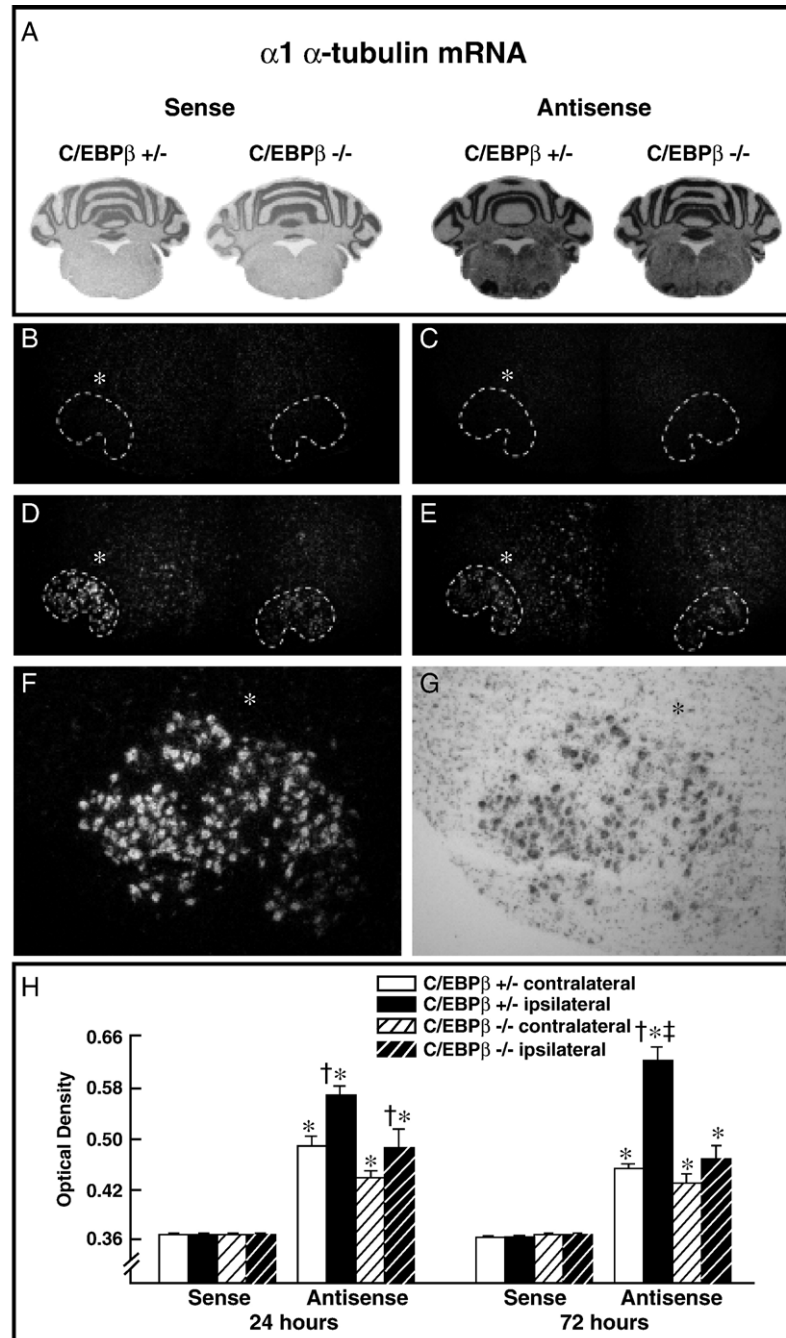 A
α1 α-tubulin mRNA
Sense Antisense
C/EBPβ +/- C/EBPβ -/- C/EBPβ +/- C/EBPβ -/-
B
*
C
*
D
*
E
*
F
*
G
*
H
C/EBPβ +/- contralateral
C/EBPβ +/- ipsilateral
C/EBPβ -/- contralateral
C/EBPβ -/- ipsilateral
Optical Density
0.66
0.58
0.50
0.42
0.36
* †* * †* * †*‡ * *
Sense Antisense Sense Antisense
24 hours 72 hours